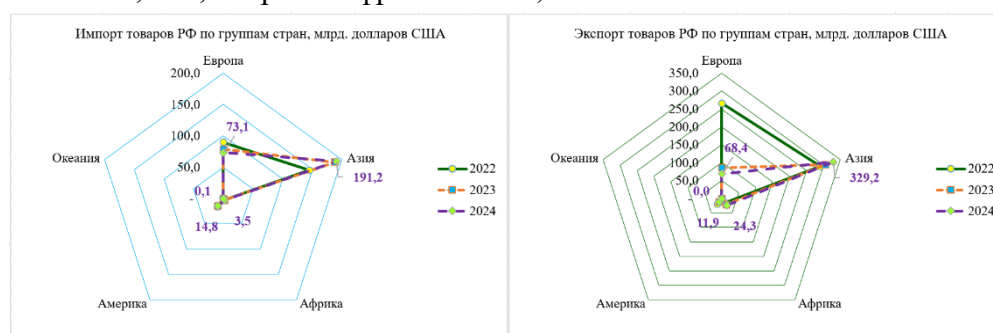 Импорт товаров РФ по группам стран, млрд. долларов США
Европа
200,0
150,0
100,0
50,0
-
73,1
Азия
191,2
Океания
0,1
14,8
3,5
Америка
Африка
2022
2023
2024
Экспорт товаров РФ по группам стран, млрд. долларов США
Европа
350,0
300,0
250,0
200,0
150,0
100,0
50,0
-
68,4
Азия
329,2
Океания
0,0
11,9
24,3
Америка
Африка
2022
2023
2024